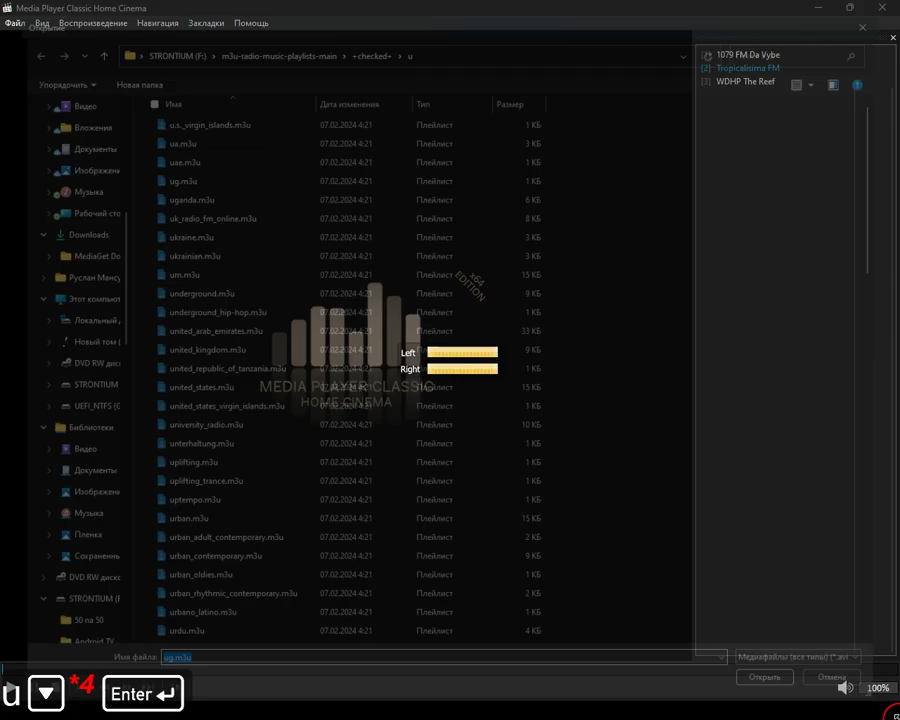 Media Player Classic Home Cinema
Файл Вид Воспроизведение Навигация Закладки Помощь
Открытие
STRONTIUM (F:) › m3u-radio-music-playlists-main › +checked+ › u
Упорядочить Новая папка
Имя Дата изменения Тип Размер
Видео
Вложения
Документы
Изображени
Музыка
Рабочий сто
Downloads
MediaGet Do
Руслан Мансу
Этот компьют
Локальный д
Новый том (
DVD RW диск
STRONTIUM
UEFI_NTFS (
Библиотеки
Видео
Документы
Изображени
Музыка
Пленка
Сохраненны
DVD RW диско
STRONTIUM (F
50 na 50
Android TV
u.s._virgin_islands.m3u 07.02.2024 4:21 Плейлист 1 КБ
ua.m3u 07.02.2024 4:21 Плейлист 3 КБ
uae.m3u 07.02.2024 4:21 Плейлист 1 КБ
ug.m3u 07.02.2024 4:21 Плейлист 1 КБ
uganda.m3u 07.02.2024 4:21 Плейлист 6 КБ
uk_radio_fm_online.m3u 07.02.2024 4:21 Плейлист 8 КБ
ukraine.m3u 07.02.2024 4:21 Плейлист 3 КБ
ukrainian.m3u 07.02.2024 4:21 Плейлист 3 КБ
um.m3u 07.02.2024 4:21 Плейлист 15 КБ
underground.m3u 07.02.2024 4:21 Плейлист 9 КБ
underground_hip-hop.m3u 07.02.2024 4:21 Плейлист 1 КБ
united_arab_emirates.m3u 07.02.2024 4:21 Плейлист 33 КБ
united_kingdom.m3u 07.02.2024 4:21 Плейлист 9 КБ
united_republic_of_tanzania.m3u 07.02.2024 4:21 Плейлист 1 КБ
united_states.m3u 07.02.2024 4:21 Плейлист 15 КБ
united_states_virgin_islands.m3u 07.02.2024 4:21 Плейлист 1 КБ
university_radio.m3u 07.02.2024 4:21 Плейлист 10 КБ
unterhaltung.m3u 07.02.2024 4:21 Плейлист 1 КБ
uplifting.m3u 07.02.2024 4:21 Плейлист 1 КБ
uplifting_trance.m3u 07.02.2024 4:21 Плейлист 1 КБ
uptempo.m3u 07.02.2024 4:21 Плейлист 1 КБ
urban.m3u 07.02.2024 4:21 Плейлист 15 КБ
urban_adult_contemporary.m3u 07.02.2024 4:21 Плейлист 2 КБ
urban_contemporary.m3u 07.02.2024 4:21 Плейлист 9 КБ
urban_oldies.m3u 07.02.2024 4:21 Плейлист 1 КБ
urban_rhythmic_contemporary.m3u 07.02.2024 4:21 Плейлист 2 КБ
urbano_latino.m3u 07.02.2024 4:21 Плейлист 1 КБ
urdu.m3u 07.02.2024 4:21 Плейлист 4 КБ
x64
EDITION
MEDIA PLAYER CLASSIC
HOME CINEMA
Left
Right
1079 FM Da Vybe
[2] Tropicalisima FM
[3] WDHP The Reef
Имя файла: ug.m3u Медиафайлы (все типы) (*.avi
Открыть Отмена
u *4 Enter
100%